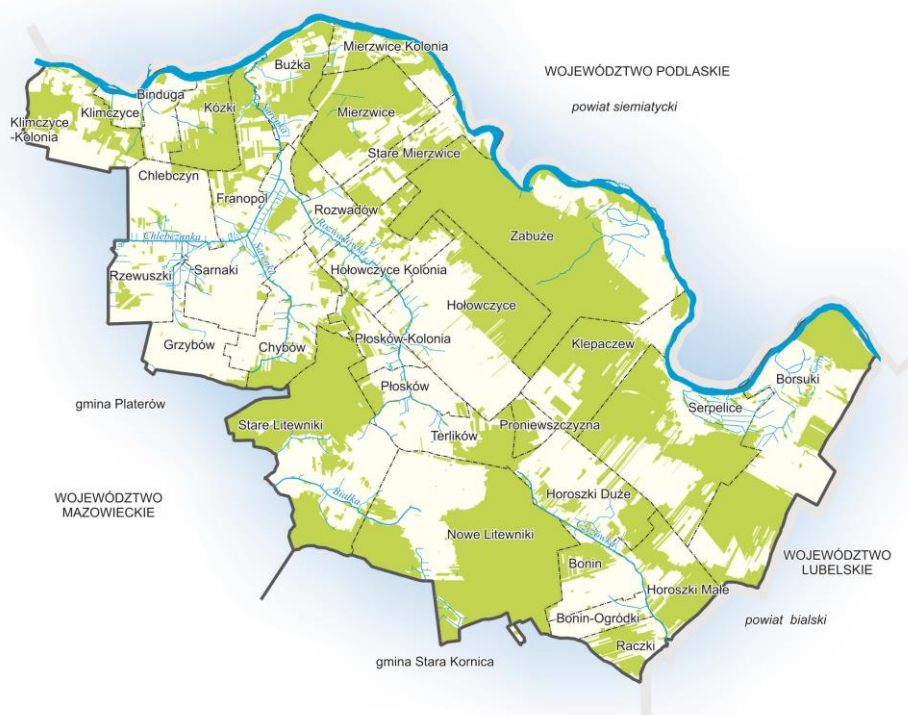 Mierzwice Kolonia
Bużka
WOJEWÓDZTWO PODLASKIE
powiat siemiatycki
Binduga
Klimczyce
Kózki
Mierzwice
Klimczyce
-Kolonia
Sarenka
Stare Mierzwice
Chlebczyn
Franopol
Rozwadów
Zabuże
Chlebczanka
Rozwadówka
Sarenka
Rzewuszki
Sarnaki
Hołowczyce Kolonia
Hołowczyce
Grzybów
Chybów
Płosków-Kolonia
Klepaczew
Płosków
Borsuki
gmina Platerów
Serpelice
Stare Litewniki
Terlików
Proniewszczyzna
WOJEWÓDZTWO
MAZOWIECKIE
Białka
Horoszki Duże
Nowe Litewniki
WOJEWÓDZTWO
LUBELSKIE
Bonin
Horoszki Małe
Bonin-Ogródki
powiat bialski
Raczki
gmina Stara Kornica